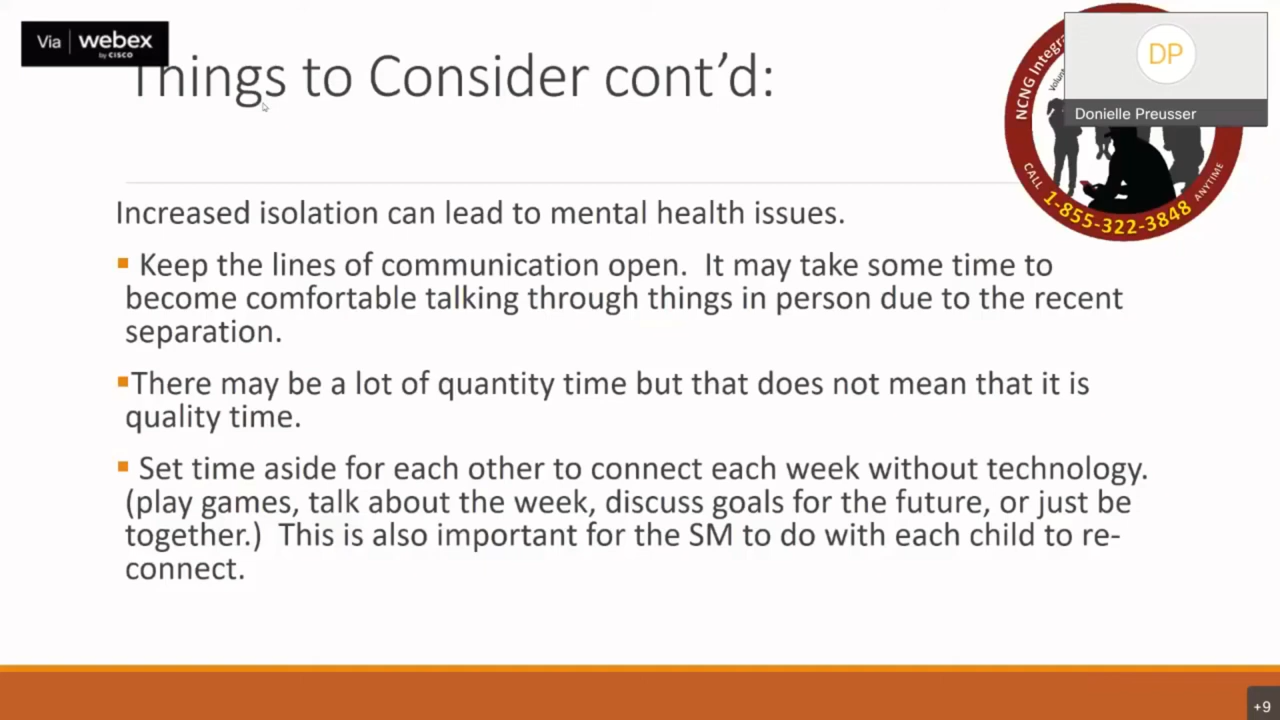 Via webex
by CISCO
Things to Consider cont’d:
DP
Donielle Preusser
NCNG Integra
Volunt
CALL 1-855-322-3848 ANYTIME
Increased isolation can lead to mental health issues.
▪ Keep the lines of communication open. It may take some time to
become comfortable talking through things in person due to the recent
separation.
▪There may be a lot of quantity time but that does not mean that it is
quality time.
▪ Set time aside for each other to connect each week without technology.
(play games, talk about the week, discuss goals for the future, or just be
together.) This is also important for the SM to do with each child to re-
connect.
+9